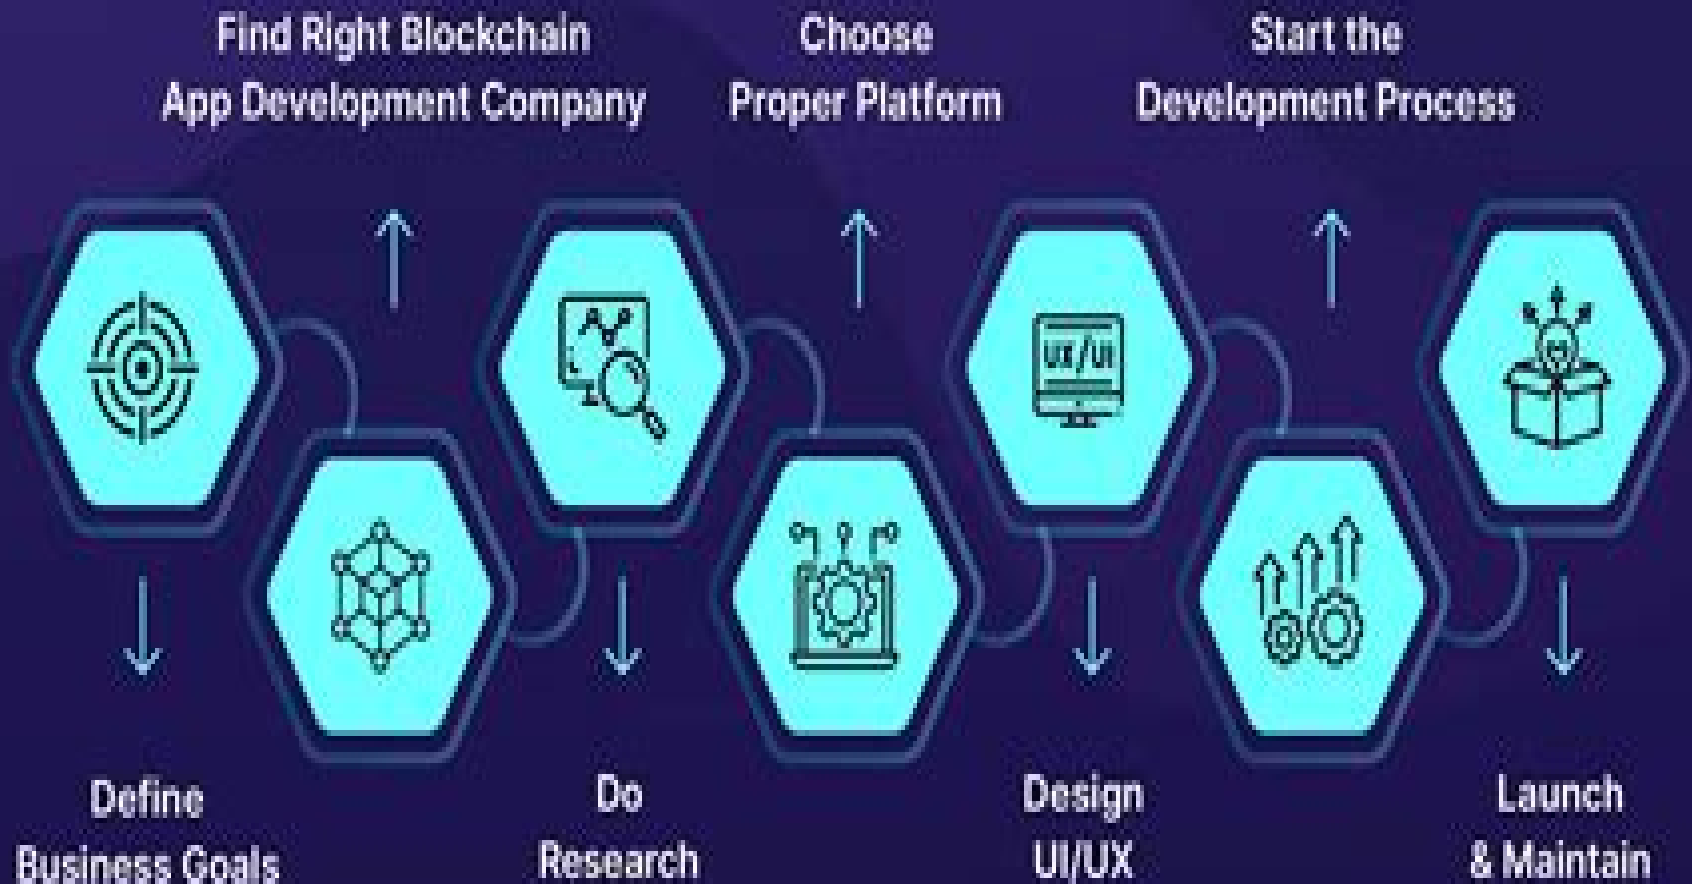 Find Right Blockchain
App Development Company
Choose
Proper Platform
Start the
Development Process
UX/UI
Define
Business Goals
Do
Research
Design
UI/UX
Launch
& Maintain